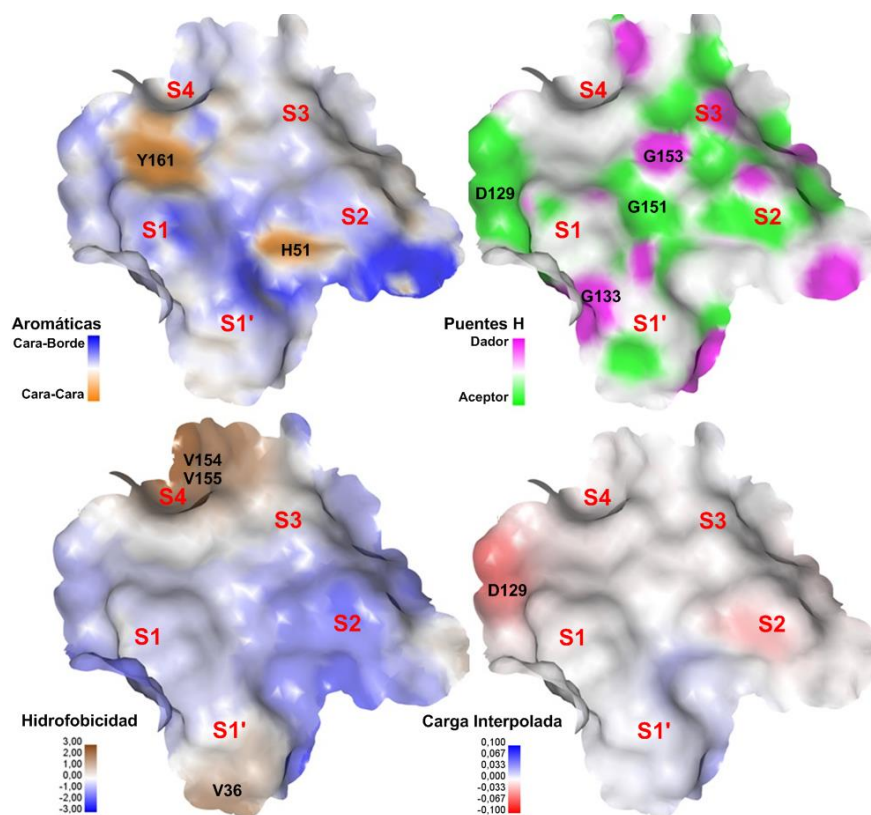 S4
S3
Y161
S1
S2
H51
S1'
Aromáticas
Cara-Borde
Cara-Cara
S4
S3
G153
D129
G151
S1
S2
G133
S1'
Puentes H
Dador
Aceptor
V154
V155
S4
S3
S1
S2
S1'
V36
Hidrofobicidad
3,00
2,00
1,00
0,00
-1,00
-2,00
-3,00
S4
S3
D129
S1
S2
S1'
Carga Interpolada
0,100
0,067
0,033
0,000
-0,033
-0,067
-0,100